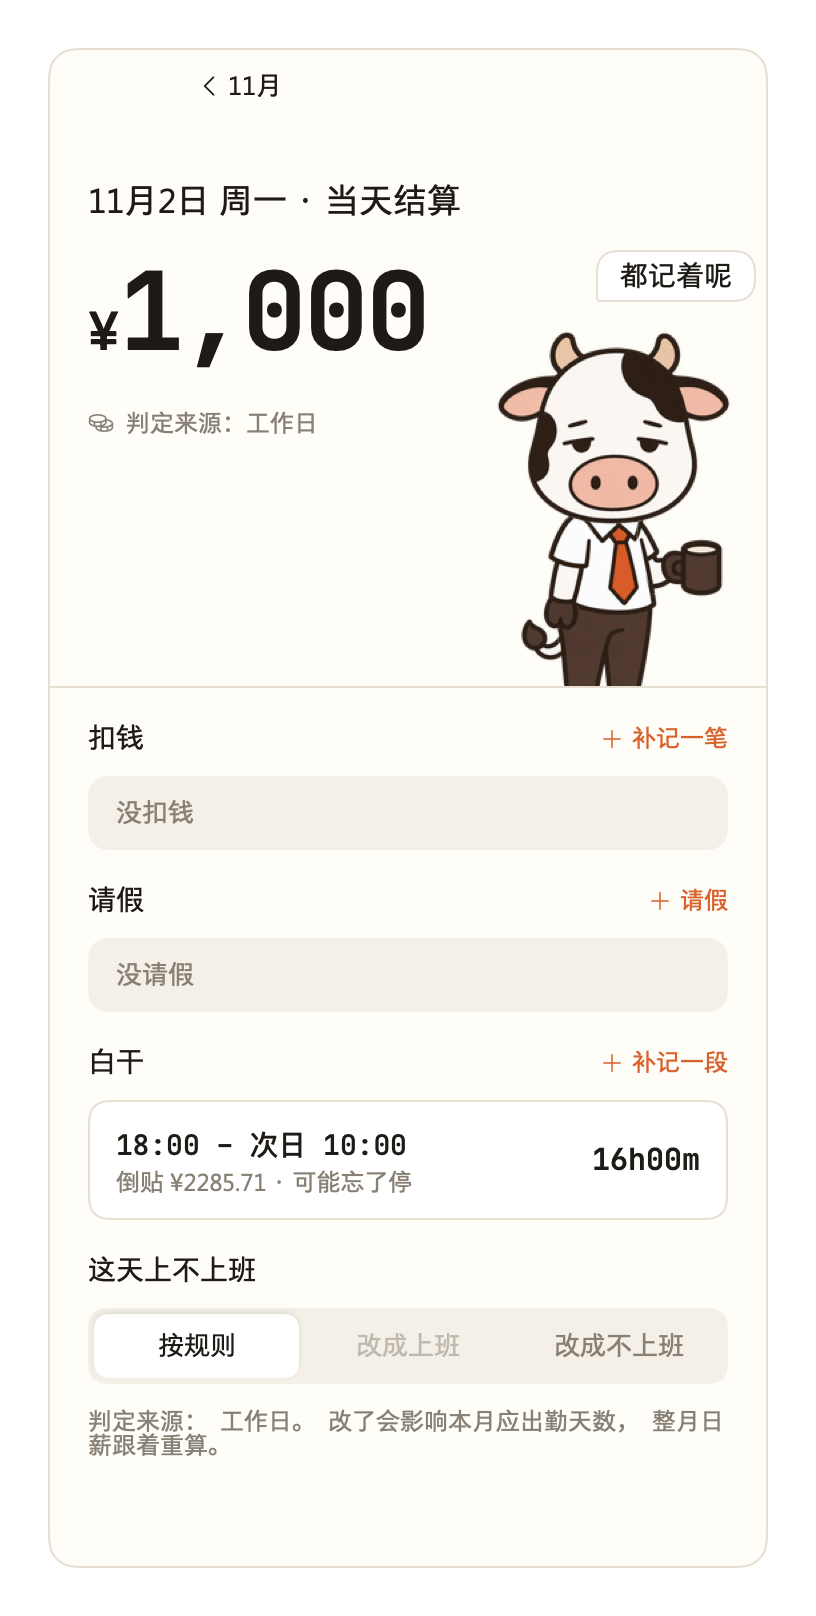 11月
11月2日 周一 · 当天结算
¥1,000
都记着呢
判定来源：工作日
扣钱
＋ 补记一笔
没扣钱
请假
＋ 请假
没请假
白干
＋ 补记一段
18:00 – 次日 10:00
16h00m
倒贴 ¥2285.71 · 可能忘了停
这天上不上班
按规则
改成上班
改成不上班
判定来源： 工作日。 改了会影响本月应出勤天数， 整月日
薪跟着重算。